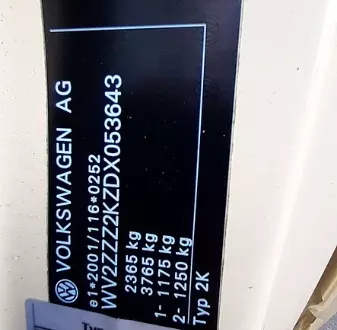 VOLKSWAGEN AG
e1*2001/116*0252
WV2ZZZ2KZDX053643
2365 kg
3765 kg
1- 1175 kg
2- 1250 kg
Typ 2K